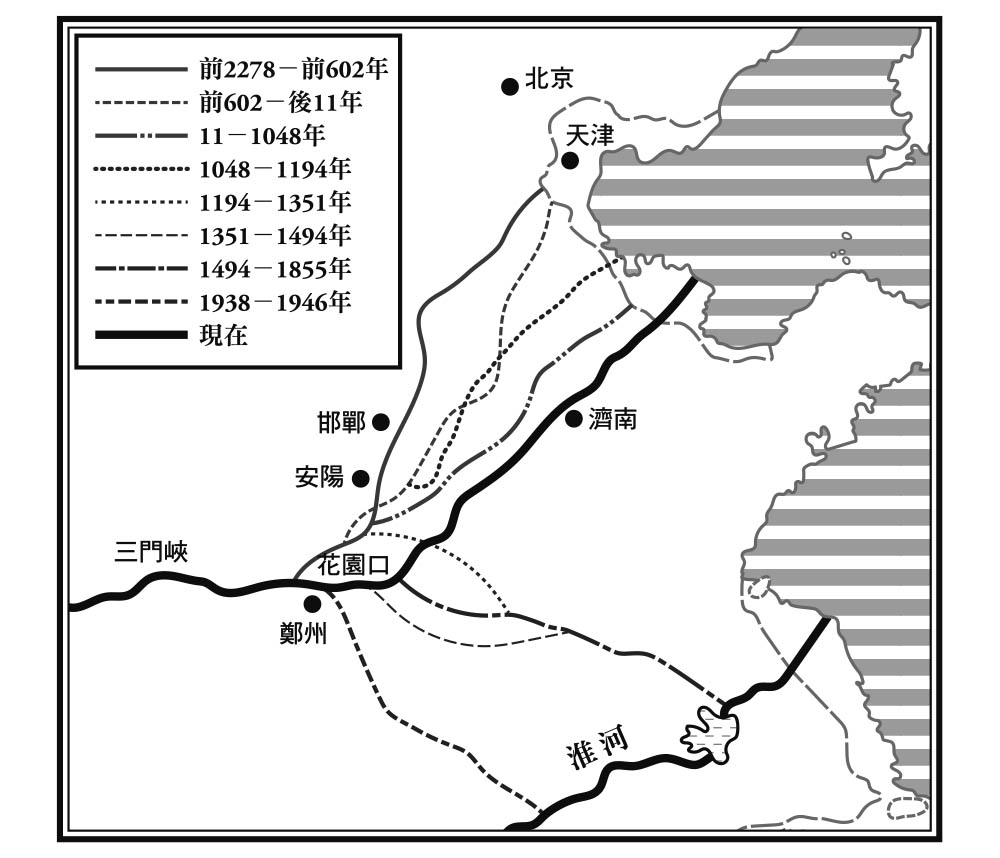 前2278－前602年
前602－後11年
11－1048年
1048－1194年
1194－1351年
1351－1494年
1494－1855年
1938－1946年
現在
北京
天津
邯鄲
濟南
安陽
三門峽
花園口
鄭州
淮河